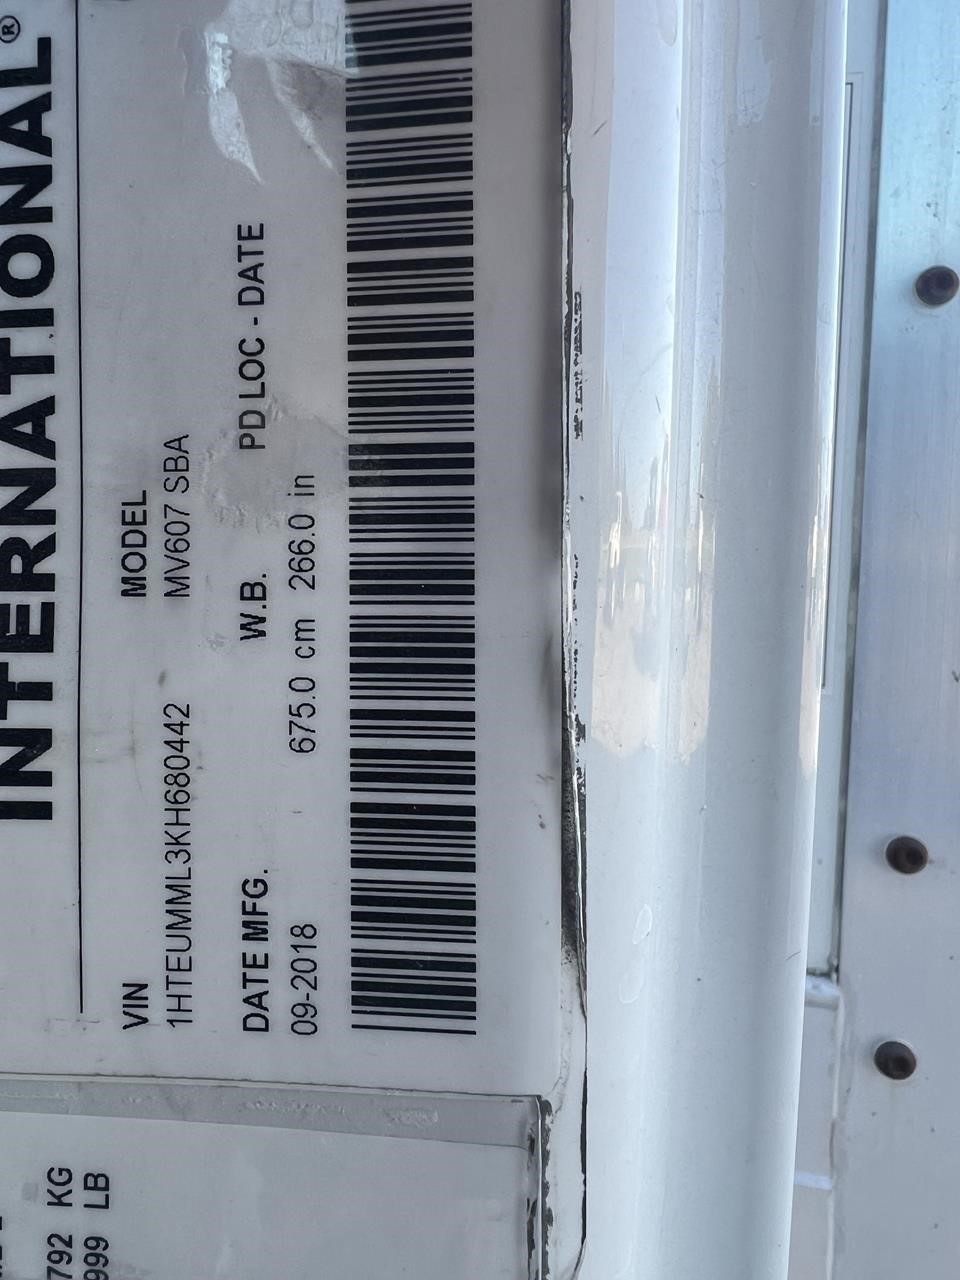 INTERNATIONAL®
VIN MODEL
1HTEUMML3KH680442 MV607 SBA
DATE MFG. W.B. PD LOC - DATE
09-2018 675.0 cm 266.0 in
792 KG
999 LB